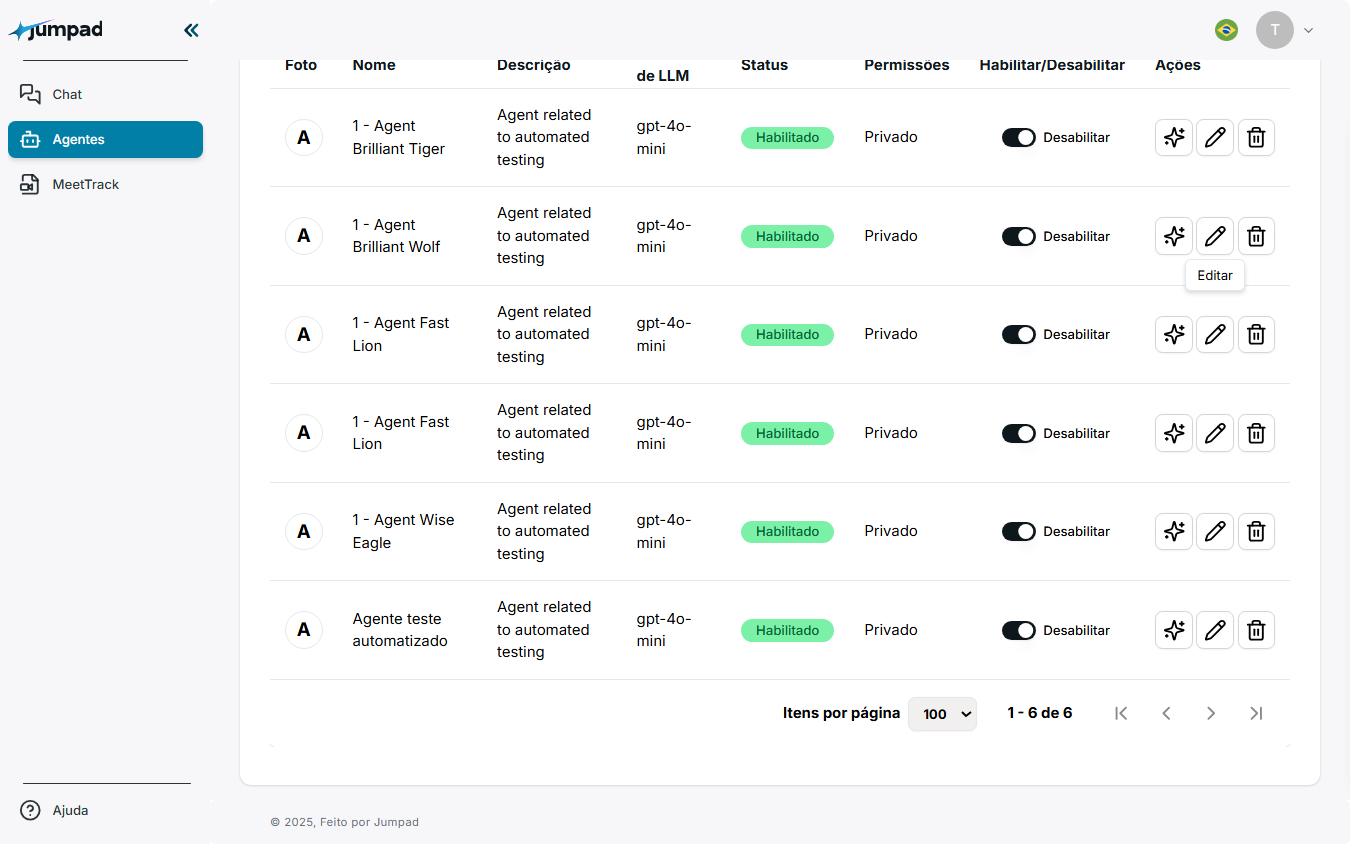 Jumpad
T
Foto Nome Descrição de LLM Status Permissões Habilitar/Desabilitar Ações
Chat
Agentes
MeetTrack
A
1 - Agent
Brilliant Tiger
Agent related
to automated
testing
gpt-4o-
mini
Habilitado
Privado
Desabilitar
A
1 - Agent
Brilliant Wolf
Agent related
to automated
testing
gpt-4o-
mini
Habilitado
Privado
Desabilitar
Editar
A
1 - Agent Fast
Lion
Agent related
to automated
testing
gpt-4o-
mini
Habilitado
Privado
Desabilitar
A
1 - Agent Fast
Lion
Agent related
to automated
testing
gpt-4o-
mini
Habilitado
Privado
Desabilitar
A
1 - Agent Wise
Eagle
Agent related
to automated
testing
gpt-4o-
mini
Habilitado
Privado
Desabilitar
A
Agente teste
automatizado
Agent related
to automated
testing
gpt-4o-
mini
Habilitado
Privado
Desabilitar
Itens por página 100 1 - 6 de 6
Ajuda
© 2025, Feito por Jumpad